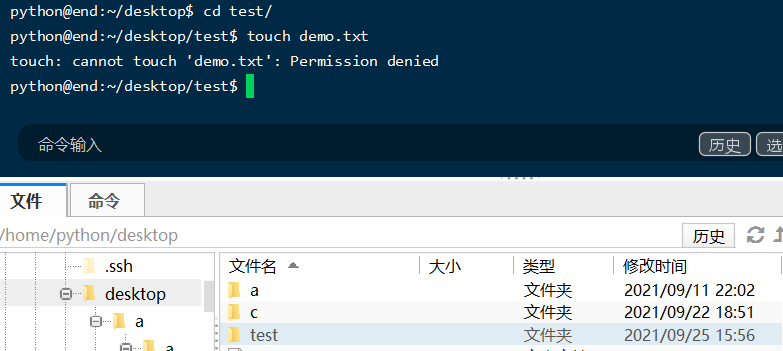 python@end:~/desktop$ cd test/
python@end:~/desktop/test$ touch demo.txt
touch: cannot touch 'demo.txt': Permission denied
python@end:~/desktop/test$
命令输入 历史 选
文件 命令
/home/python/desktop 历史
.ssh 文件名 大小 类型 修改时间
desktop a 文件夹 2021/09/11 22:02
a c 文件夹 2021/09/22 18:51
a test 文件夹 2021/09/25 15:56